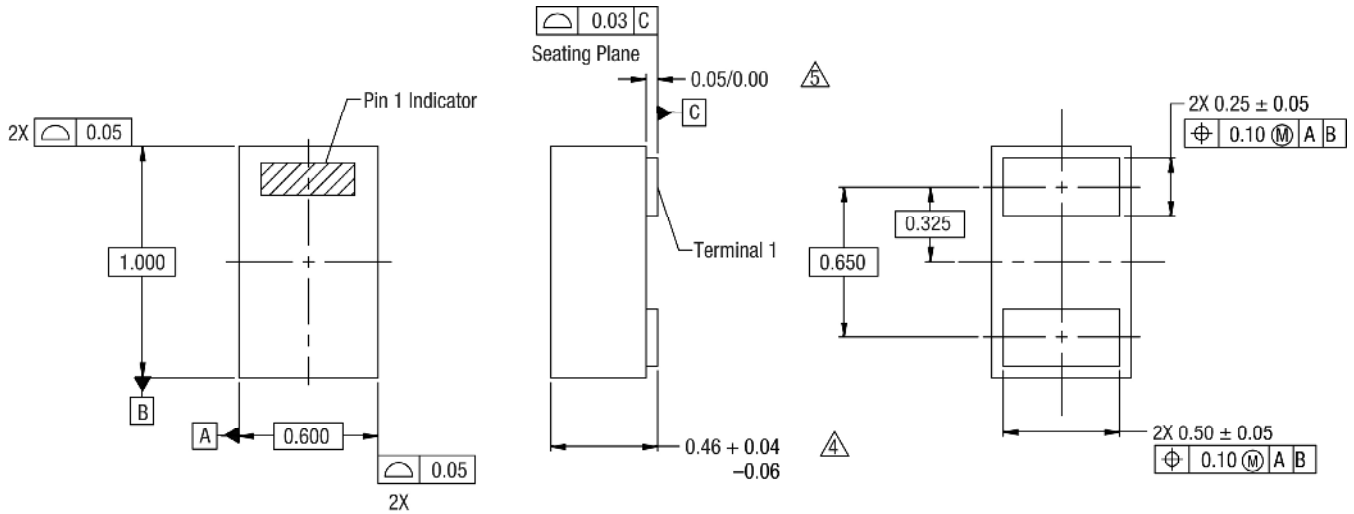 2X ⌓ 0.05
Pin 1 Indicator
1.000
B
A
0.600
⌓ 0.05
2X
⌓ 0.03 C
Seating Plane
0.05/0.00 5
C
Terminal 1
0.46 + 0.04 4
–0.06
2X 0.25 ± 0.05
⌖ 0.10 Ⓜ A B
0.325
0.650
2X 0.50 ± 0.05
⌖ 0.10 Ⓜ A B